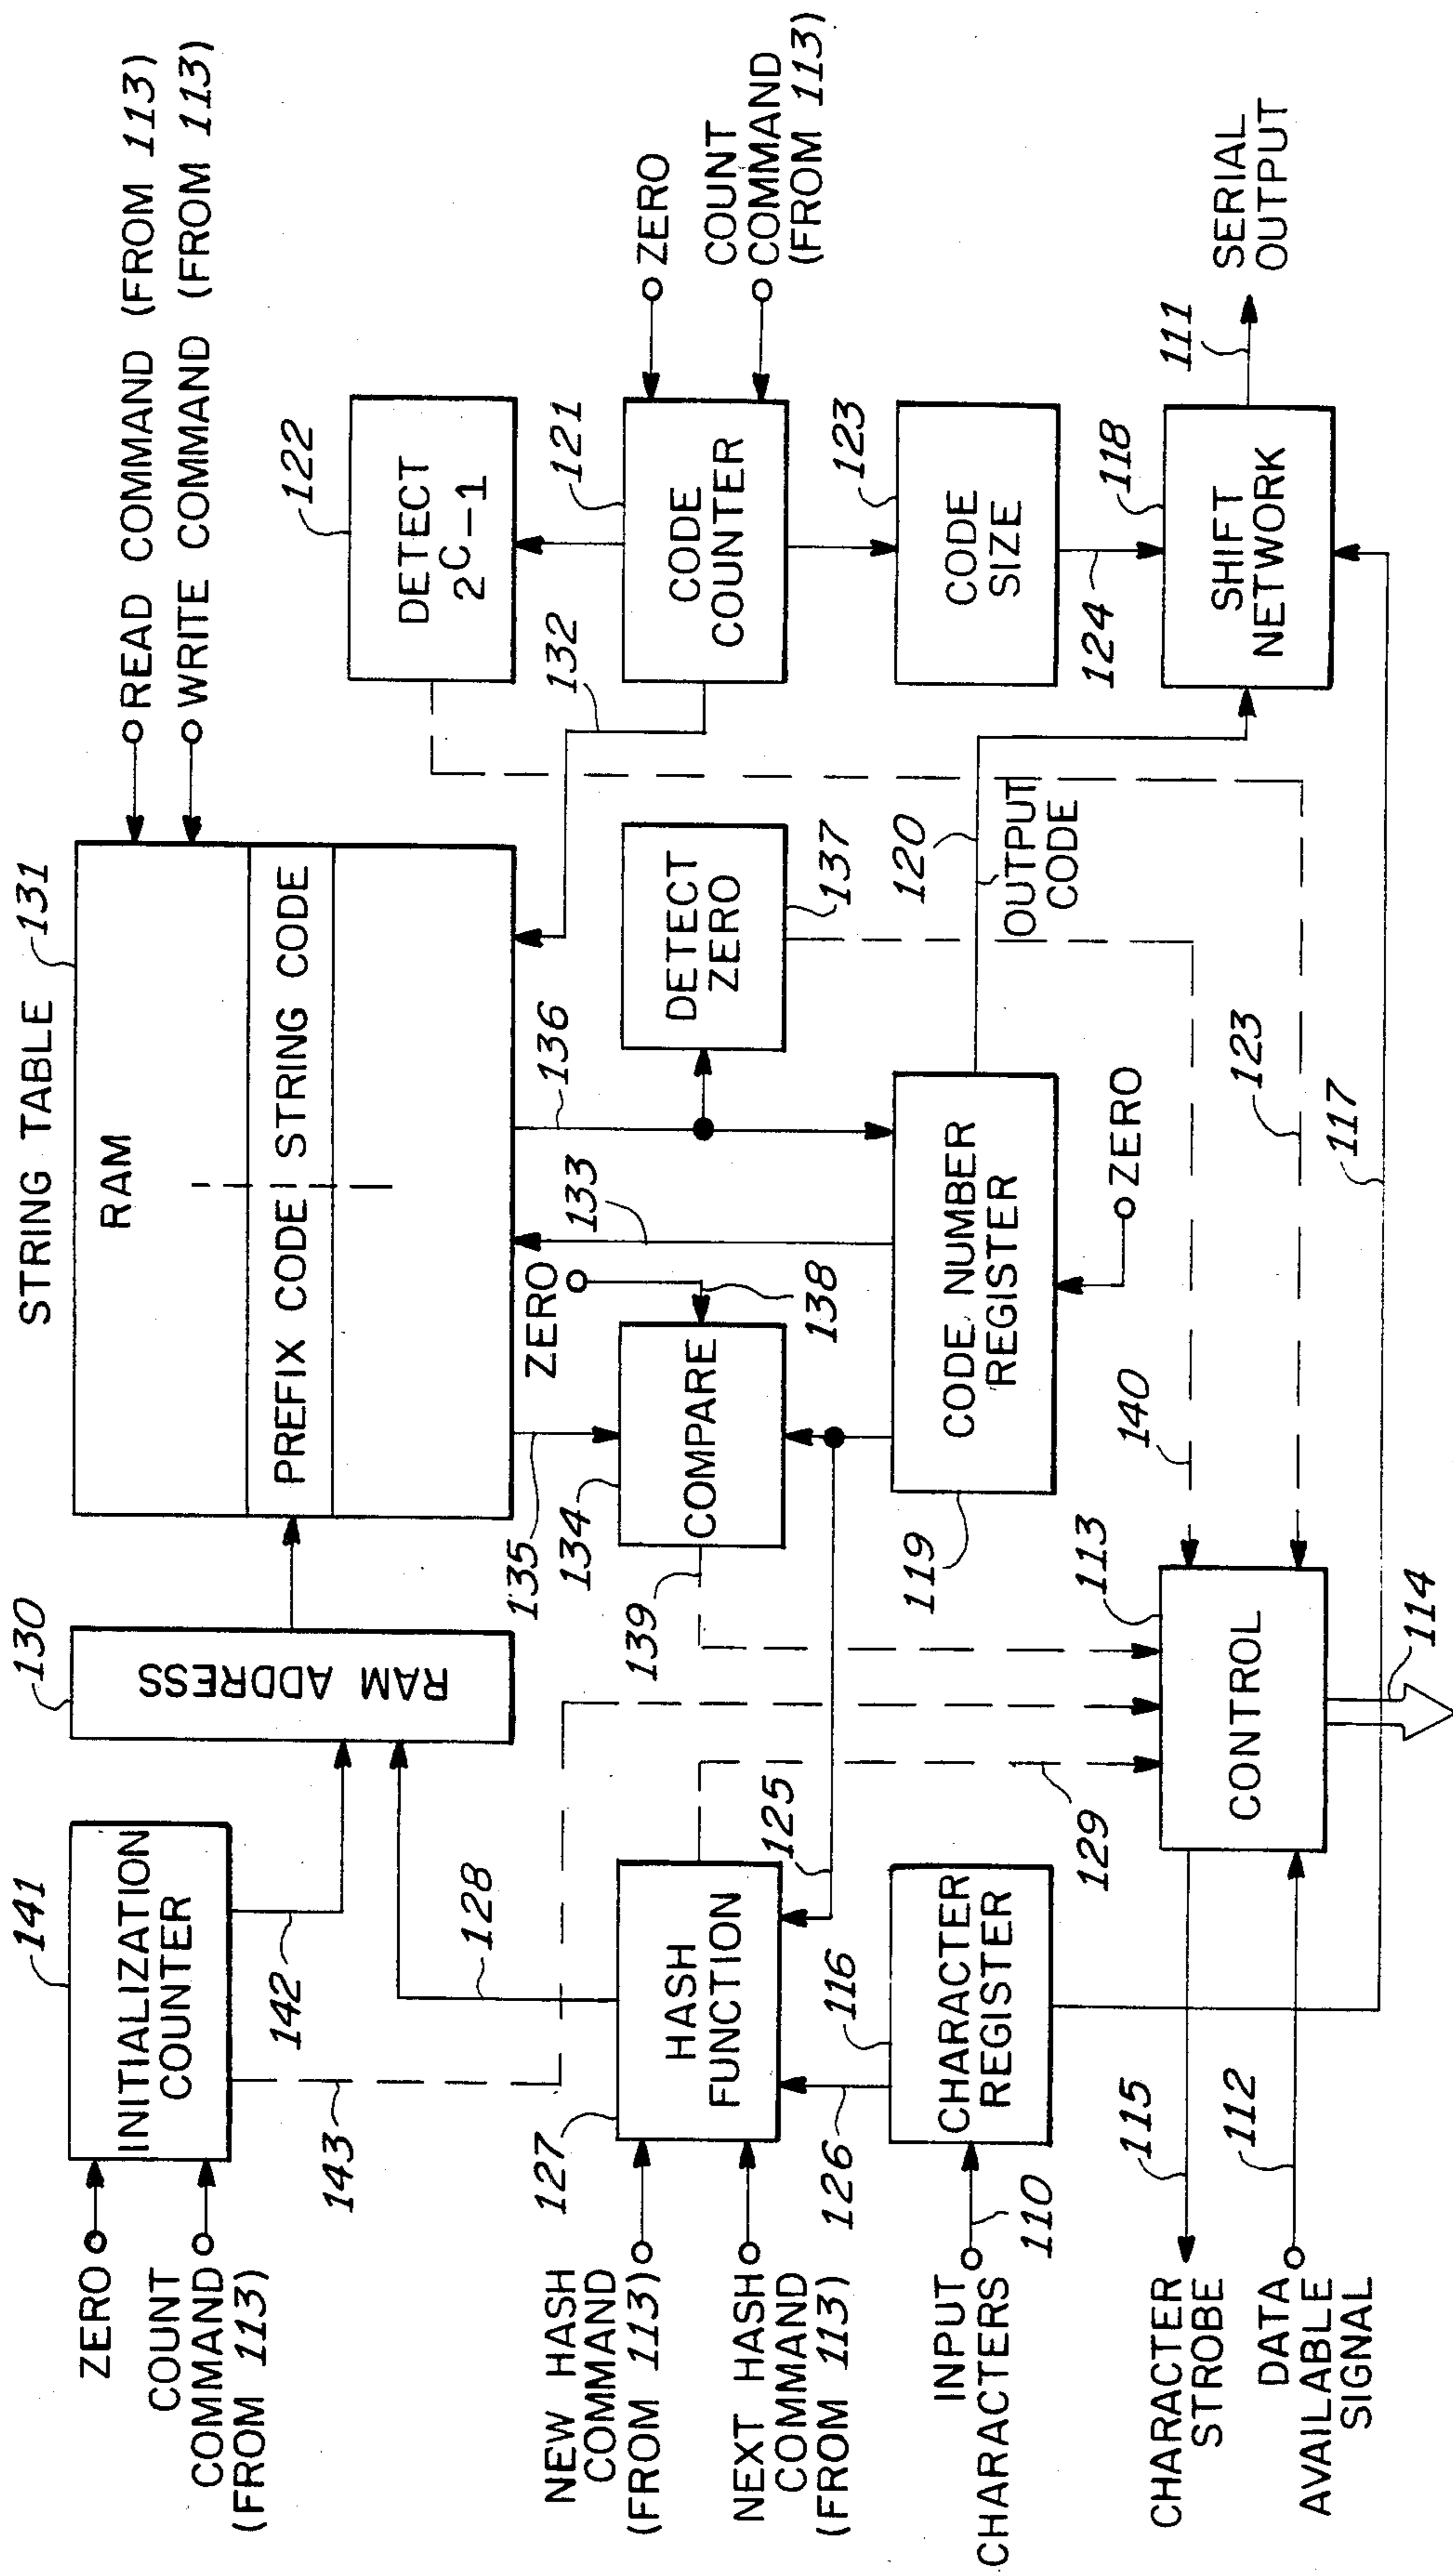 STRING TABLE 131
RAM
PREFIX CODE STRING CODE
READ COMMAND (FROM 113)
WRITE COMMAND (FROM 113)
130
RAM ADDRESS
141
INITIALIZATION
COUNTER
ZERO
COUNT
COMMAND
(FROM 113)
142
143
128
127
HASH
FUNCTION
NEW HASH
COMMAND
(FROM 113)
NEXT HASH
COMMAND
(FROM 113)
126
125
129
116
CHARACTER
REGISTER
INPUT
CHARACTERS
110
135
134
COMPARE
139
ZERO
138
133
136
DETECT
ZERO
137
132
122
DETECT
2C-1
121
CODE
COUNTER
ZERO
COUNT
COMMAND
(FROM 113)
123
CODE
SIZE
124
118
SHIFT
NETWORK
111
SERIAL
OUTPUT
120
OUTPUT
CODE
119
CODE NUMBER
REGISTER
ZERO
140
123
117
113
CONTROL
114
115
CHARACTER
STROBE
112
DATA
AVAILABLE
SIGNAL